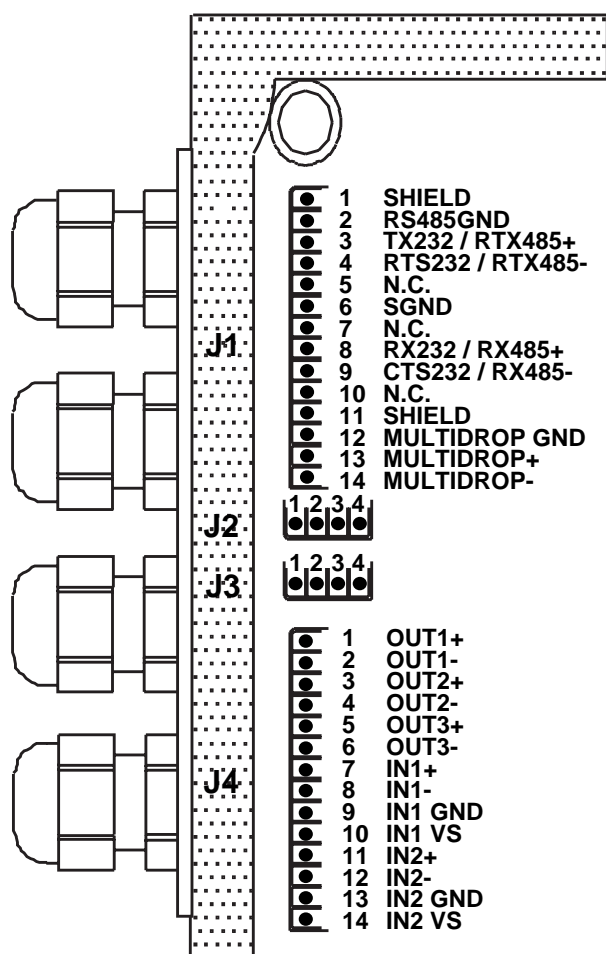 1 SHIELD
2 RS485GND
3 TX232 / RTX485+
4 RTS232 / RTX485-
5 N.C.
6 SGND
7 N.C.
J1
8 RX232 / RX485+
9 CTS232 / RX485-
10 N.C.
11 SHIELD
12 MULTIDROP GND
13 MULTIDROP+
14 MULTIDROP-
J2
1 2 3 4
J3
1 2 3 4
1 OUT1+
2 OUT1-
3 OUT2+
4 OUT2-
5 OUT3+
6 OUT3-
7 IN1+
J4
8 IN1-
9 IN1 GND
10 IN1 VS
11 IN2+
12 IN2-
13 IN2 GND
14 IN2 VS